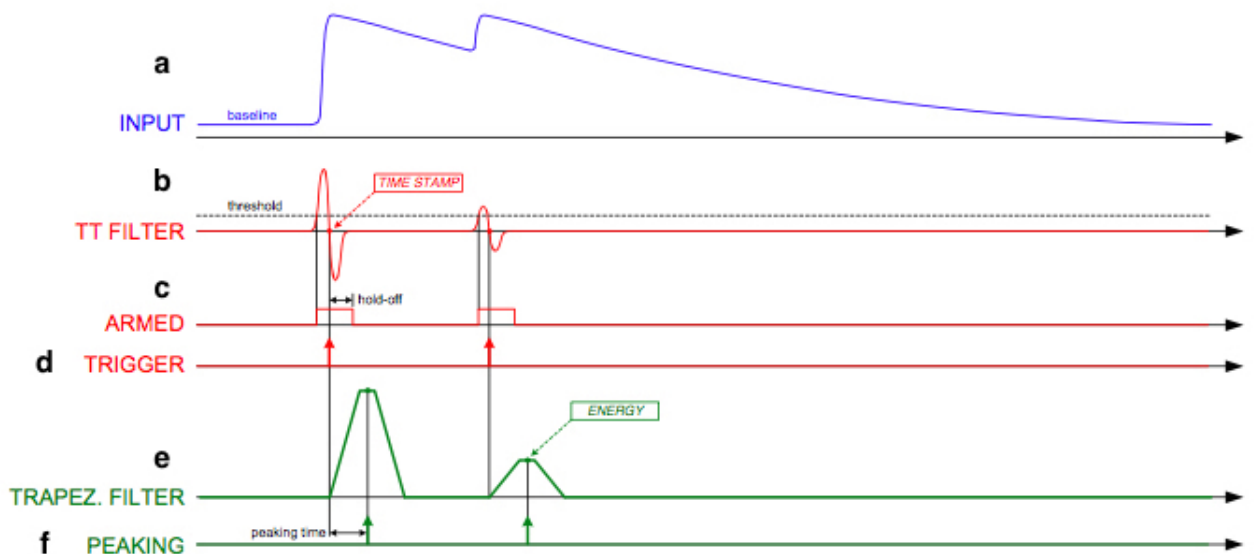 a
INPUT
baseline
b
TIME STAMP
threshold
TT FILTER
c
hold-off
ARMED
d
TRIGGER
ENERGY
e
TRAPEZ. FILTER
peaking time
f
PEAKING